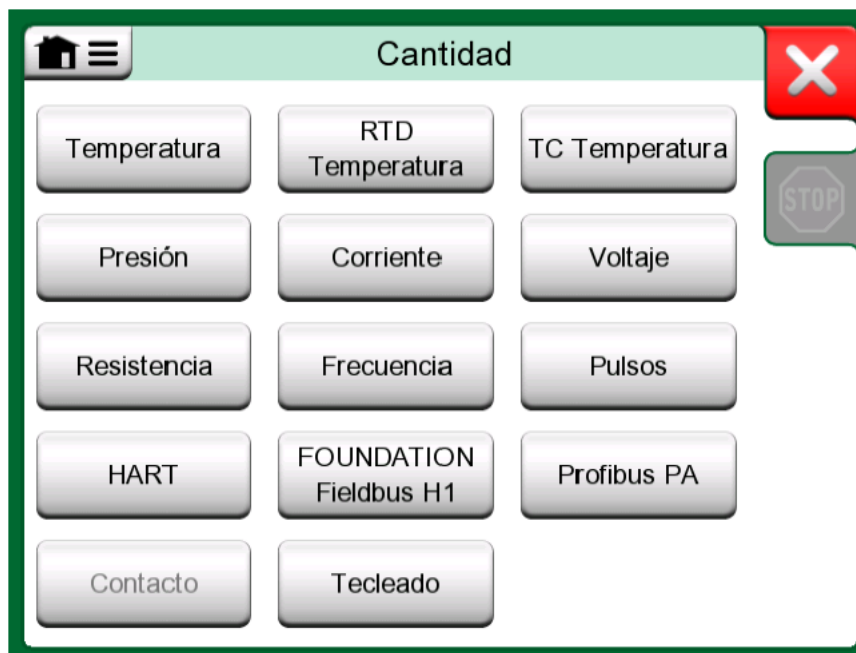 Cantidad
Temperatura
RTD
Temperatura
TC Temperatura
STOP
Presión
Corriente
Voltaje
Resistencia
Frecuencia
Pulsos
HART
FOUNDATION
Fieldbus H1
Profibus PA
Contacto
Tecleado